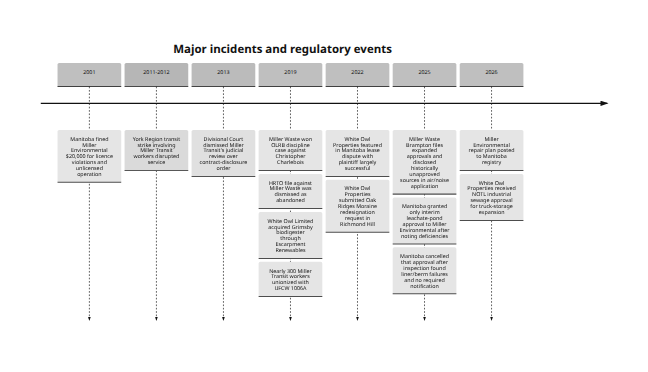 Major incidents and regulatory events
2001
2011-2012
2013
2019
2022
2025
2026
Manitoba fined
Miller
Environmental
$20,000 for licence
violations and
unlicensed
operation
York Region transit
strike involving
Miller Transit
workers disrupted
service
Divisional Court
dismissed Miller
Transit's judicial
review over
contract-disclosure
order
Miller Waste won
OLRB discipline
case against
Christopher
Charlebois
HRTO file against
Miller Waste was
dismissed as
abandoned
White Owl Limited
acquired Grimsby
biodigester
through
Escarpment
Renewables
Nearly 300 Miller
Transit workers
unionized with
UFCW 1006A
White Owl
Properties featured
in Manitoba lease
dispute with
plaintiff largely
successful
White Owl
Properties
submitted Oak
Ridges Moraine
redesignation
request in
Richmond Hill
Miller Waste
Brampton files
expanded
approvals and
disclosed
historically
unapproved
sources in air/noise
application
Manitoba granted
only interim
leachate-pond
approval to Miller
Environmental after
noting deficiencies
Manitoba cancelled
that approval after
inspection found
liner/berm failures
and no required
notification
Miller
Environmental
repair plan posted
to Manitoba
registry
White Owl
Properties received
NOTL industrial
sewage approval
for truck-storage
expansion